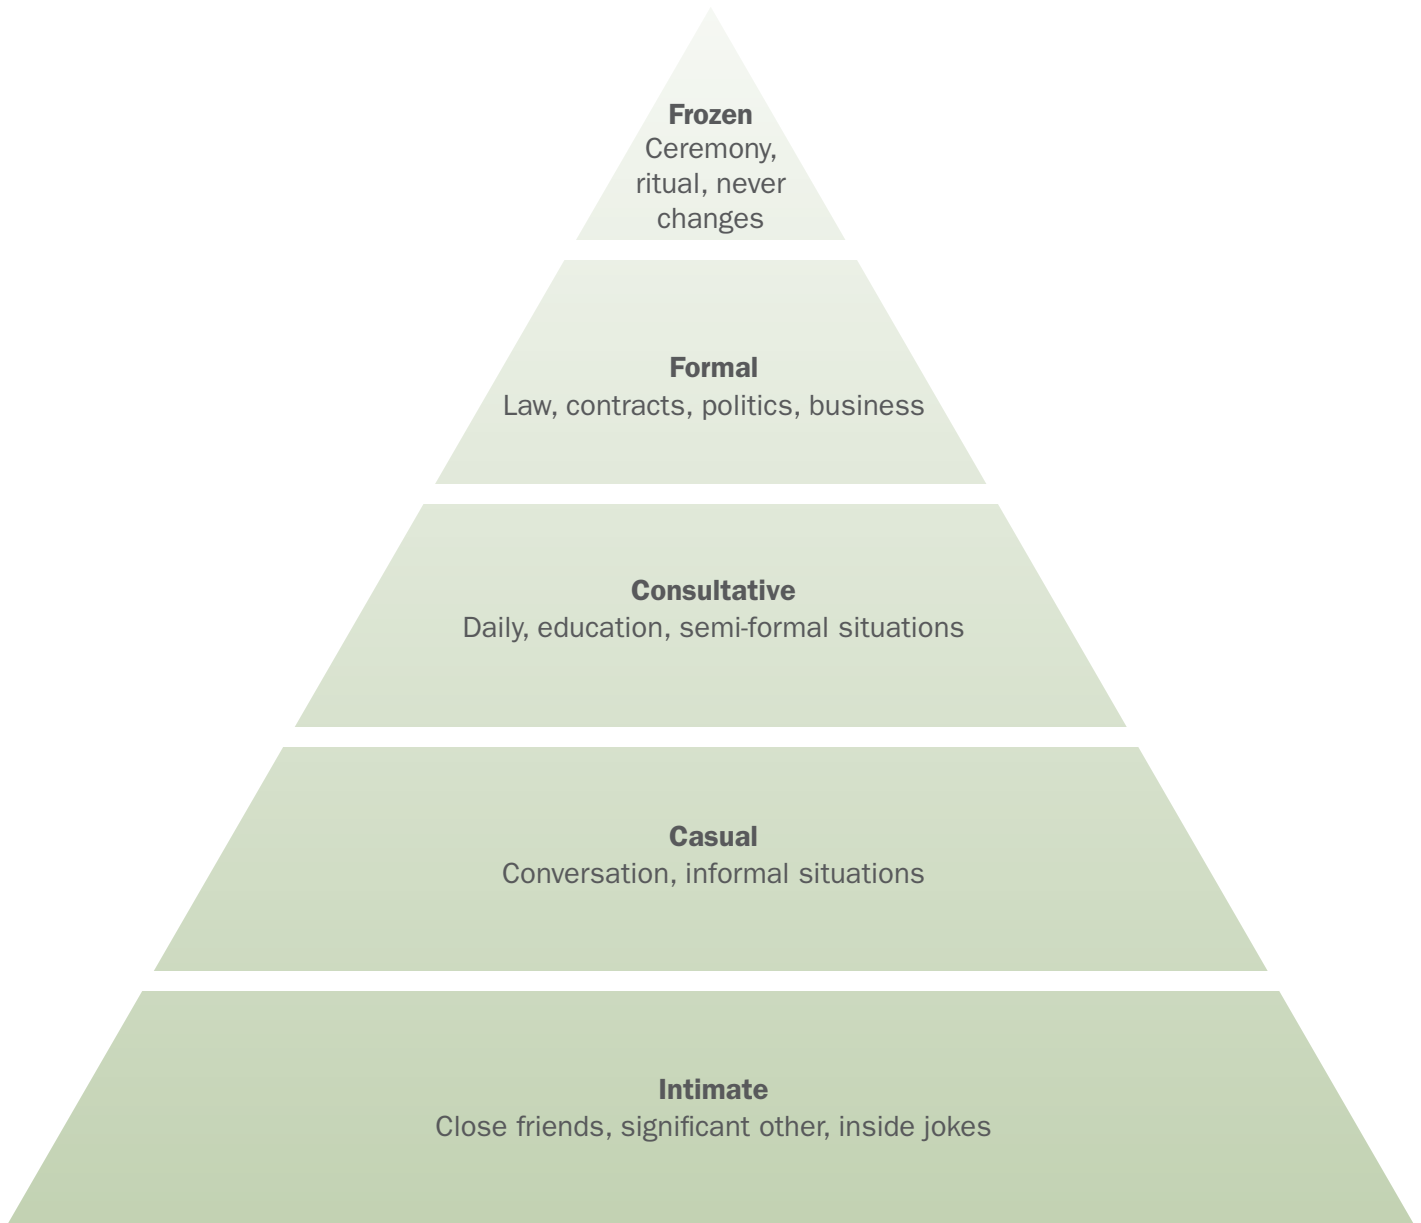 Frozen
Ceremony,
ritual, never
changes
Formal
Law, contracts, politics, business
Consultative
Daily, education, semi-formal situations
Casual
Conversation, informal situations
Intimate
Close friends, significant other, inside jokes